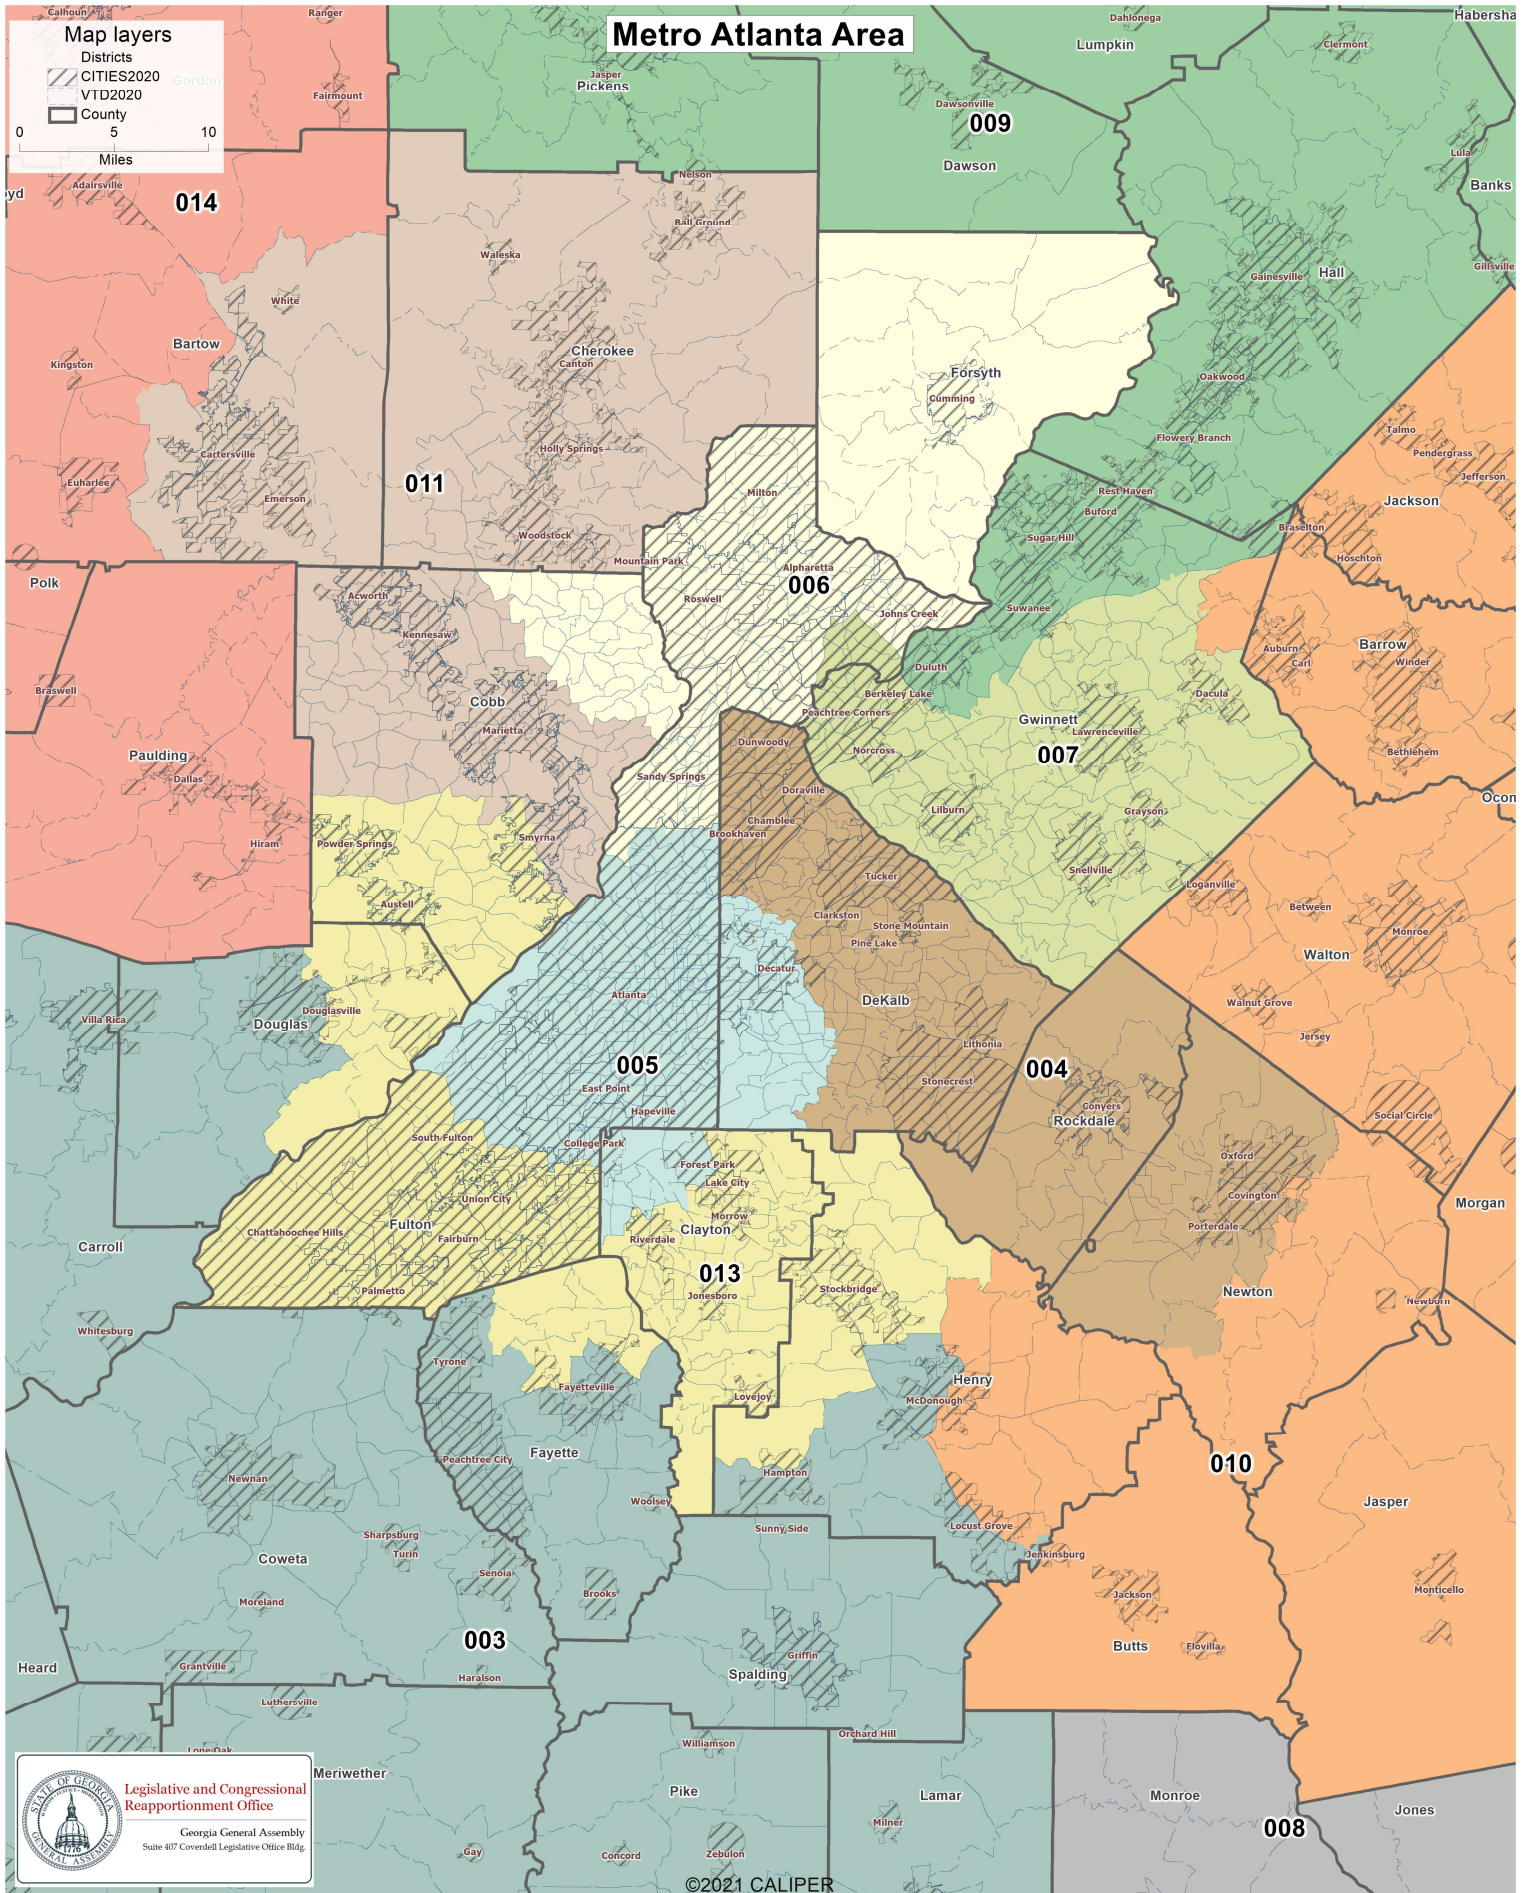 Metro Atlanta Area
Map layers
Districts
CITIES2020
VTD2020
County
0 5 10
Miles
Calhoun
Ranger
Gordon
Fairmount
Jasper
Pickens
Dahlonega
Lumpkin
Clermont
Habersha
Dawsonville
009
Dawson
Lula
Banks
oyd
Adairsville
014
Nelson
Ball Ground
Waleska
Gainesville
Hall
Gillsville
White
Bartow
Kingston
Cherokee
Canton
Forsyth
Cumming
Oakwood
Flowery Branch
Talmo
Pendergrass
Jefferson
Jackson
Holly Springs
Cartersville
Euharlee
Emerson
011
Milton
Rest Haven
Buford
Sugar Hill
Braselton
Hoschton
Woodstock
Mountain Park
Alpharetta
006
Polk
Acworth
Roswell
Johns Creek
Suwanee
Kennesaw
Auburn
Carl
Barrow
Winder
Duluth
Braswell
Cobb
Marietta
Berkeley Lake
Peachtree Corners
Dacula
Gwinnett
Lawrenceville
Norcross
007
Bethlehem
Dunwoody
Paulding
Dallas
Sandy Springs
Doraville
Ocon
Lilburn
Grayson
Chamblee
Brookhaven
Hiram
Powder Springs
Smyrna
Tucker
Snellville
Loganville
Austell
Clarkston
Stone Mountain
Pine Lake
Between
Monroe
Walton
Decatur
Atlanta
DeKalb
Walnut Grove
Jersey
Villa Rica
Douglas
Douglasville
Lithonia
005
004
East Point
Stonecrest
Hapeville
Conyers
Rockdale
Social Circle
South Fulton
College Park
Forest Park
Lake City
Oxford
Union City
Covington
Morgan
Chattahoochee Hills
Fulton
Fairburn
Morrow
Clayton
Riverdale
Porterdale
Carroll
013
Jonesboro
Stockbridge
Palmetto
Newton
Newborn
Whitesburg
Tyrone
Fayetteville
Henry
McDonough
Lovejoy
Fayette
Peachtree City
010
Newnan
Hampton
Jasper
Woolsey
Sharpsburg
Turin
Sunny Side
Locust Grove
Coweta
Senoia
Jenkinsburg
Moreland
Brooks
Jackson
Monticello
003
Butts
Flovilla
Heard
Grantville
Haralson
Griffin
Spalding
Luthersville
Orchard Hill
Lone Oak
Williamson
Meriwether
Pike
Lamar
Monroe
Jones
Milner
008
Gay
Concord
Zebulon
STATE OF GEORGIA
GENERAL ASSEMBLY
1776
Legislative and Congressional
Reapportionment Office
Georgia General Assembly
Suite 407 Coverdell Legislative Office Bldg.
©2021 CALIPER